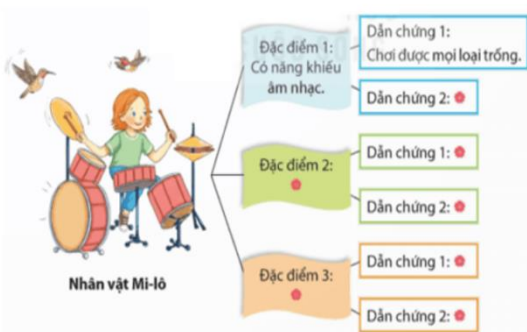 Đặc điểm 1:
Có năng khiếu
âm nhạc.
Dẫn chứng 1:
Chơi được mọi loại trống.
Dẫn chứng 2:
Đặc điểm 2:
Dẫn chứng 1:
Dẫn chứng 2:
Đặc điểm 3:
Dẫn chứng 1:
Dẫn chứng 2:
Nhân vật Mi-lô